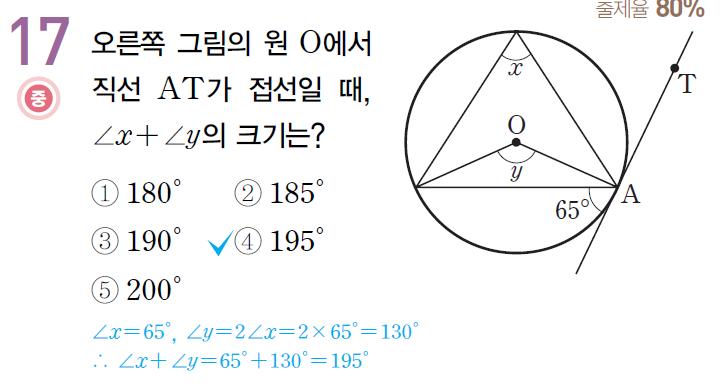 출제율 80%
17
중
오른쪽 그림의 원 O에서
직선 AT가 접선일 때,
∠x+∠y의 크기는?
① 180° ② 185°
③ 190° ④ 195°
⑤ 200°
∠x=65°, ∠y=2∠x=2×65°=130°
∴ ∠x+∠y=65°+130°=195°
x
T
O
y
A
65°